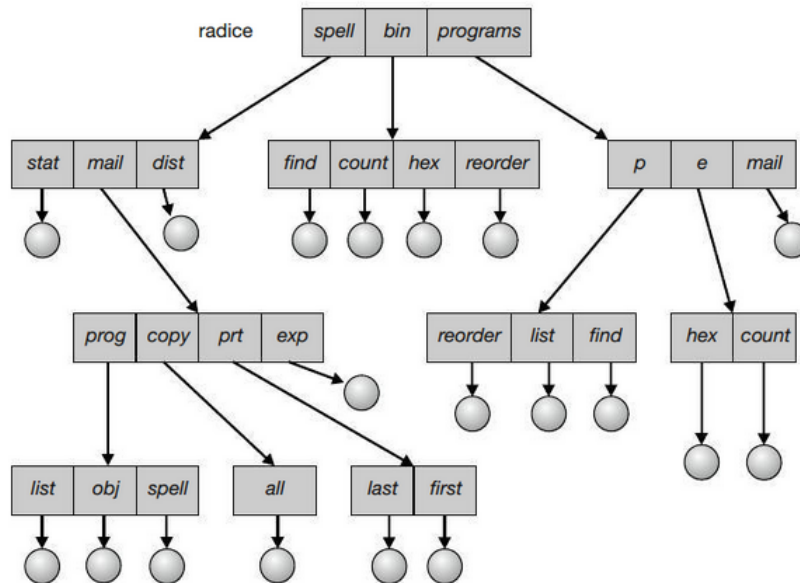 radice spell bin programs
stat mail dist find count hex reorder p e mail
prog copy prt exp reorder list find hex count
list obj spell all last first